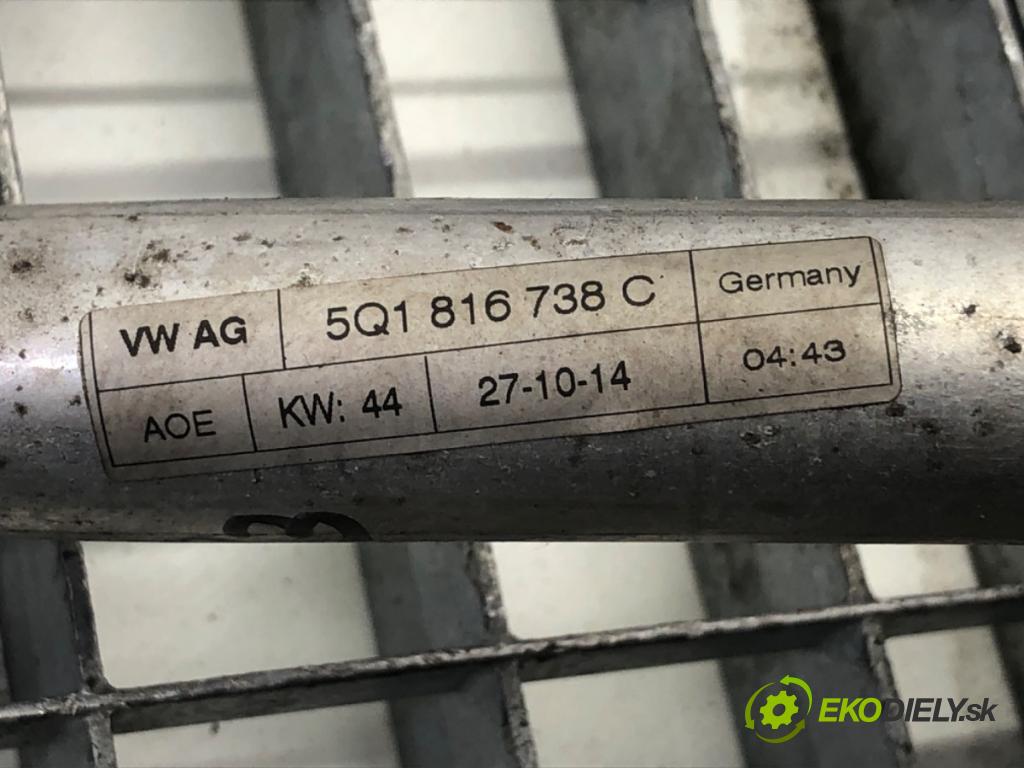 VW AG 5Q1 816 738 C Germany
AOE KW: 44 27-10-14 04:43
EKODIELY.sk